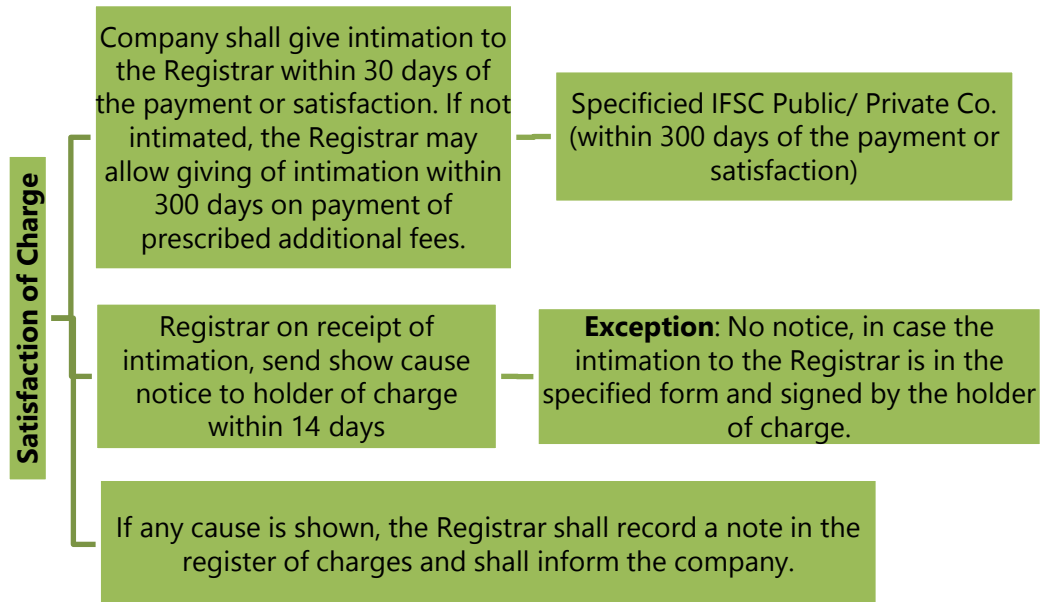 Satisfaction of Charge
Company shall give intimation to
the Registrar within 30 days of
the payment or satisfaction. If not
intimated, the Registrar may
allow giving of intimation within
300 days on payment of
prescribed additional fees.
Specificied IFSC Public/ Private Co.
(within 300 days of the payment or
satisfaction)
Registrar on receipt of
intimation, send show cause
notice to holder of charge
within 14 days
Exception: No notice, in case the
intimation to the Registrar is in the
specified form and signed by the holder
of charge.
If any cause is shown, the Registrar shall record a note in the
register of charges and shall inform the company.